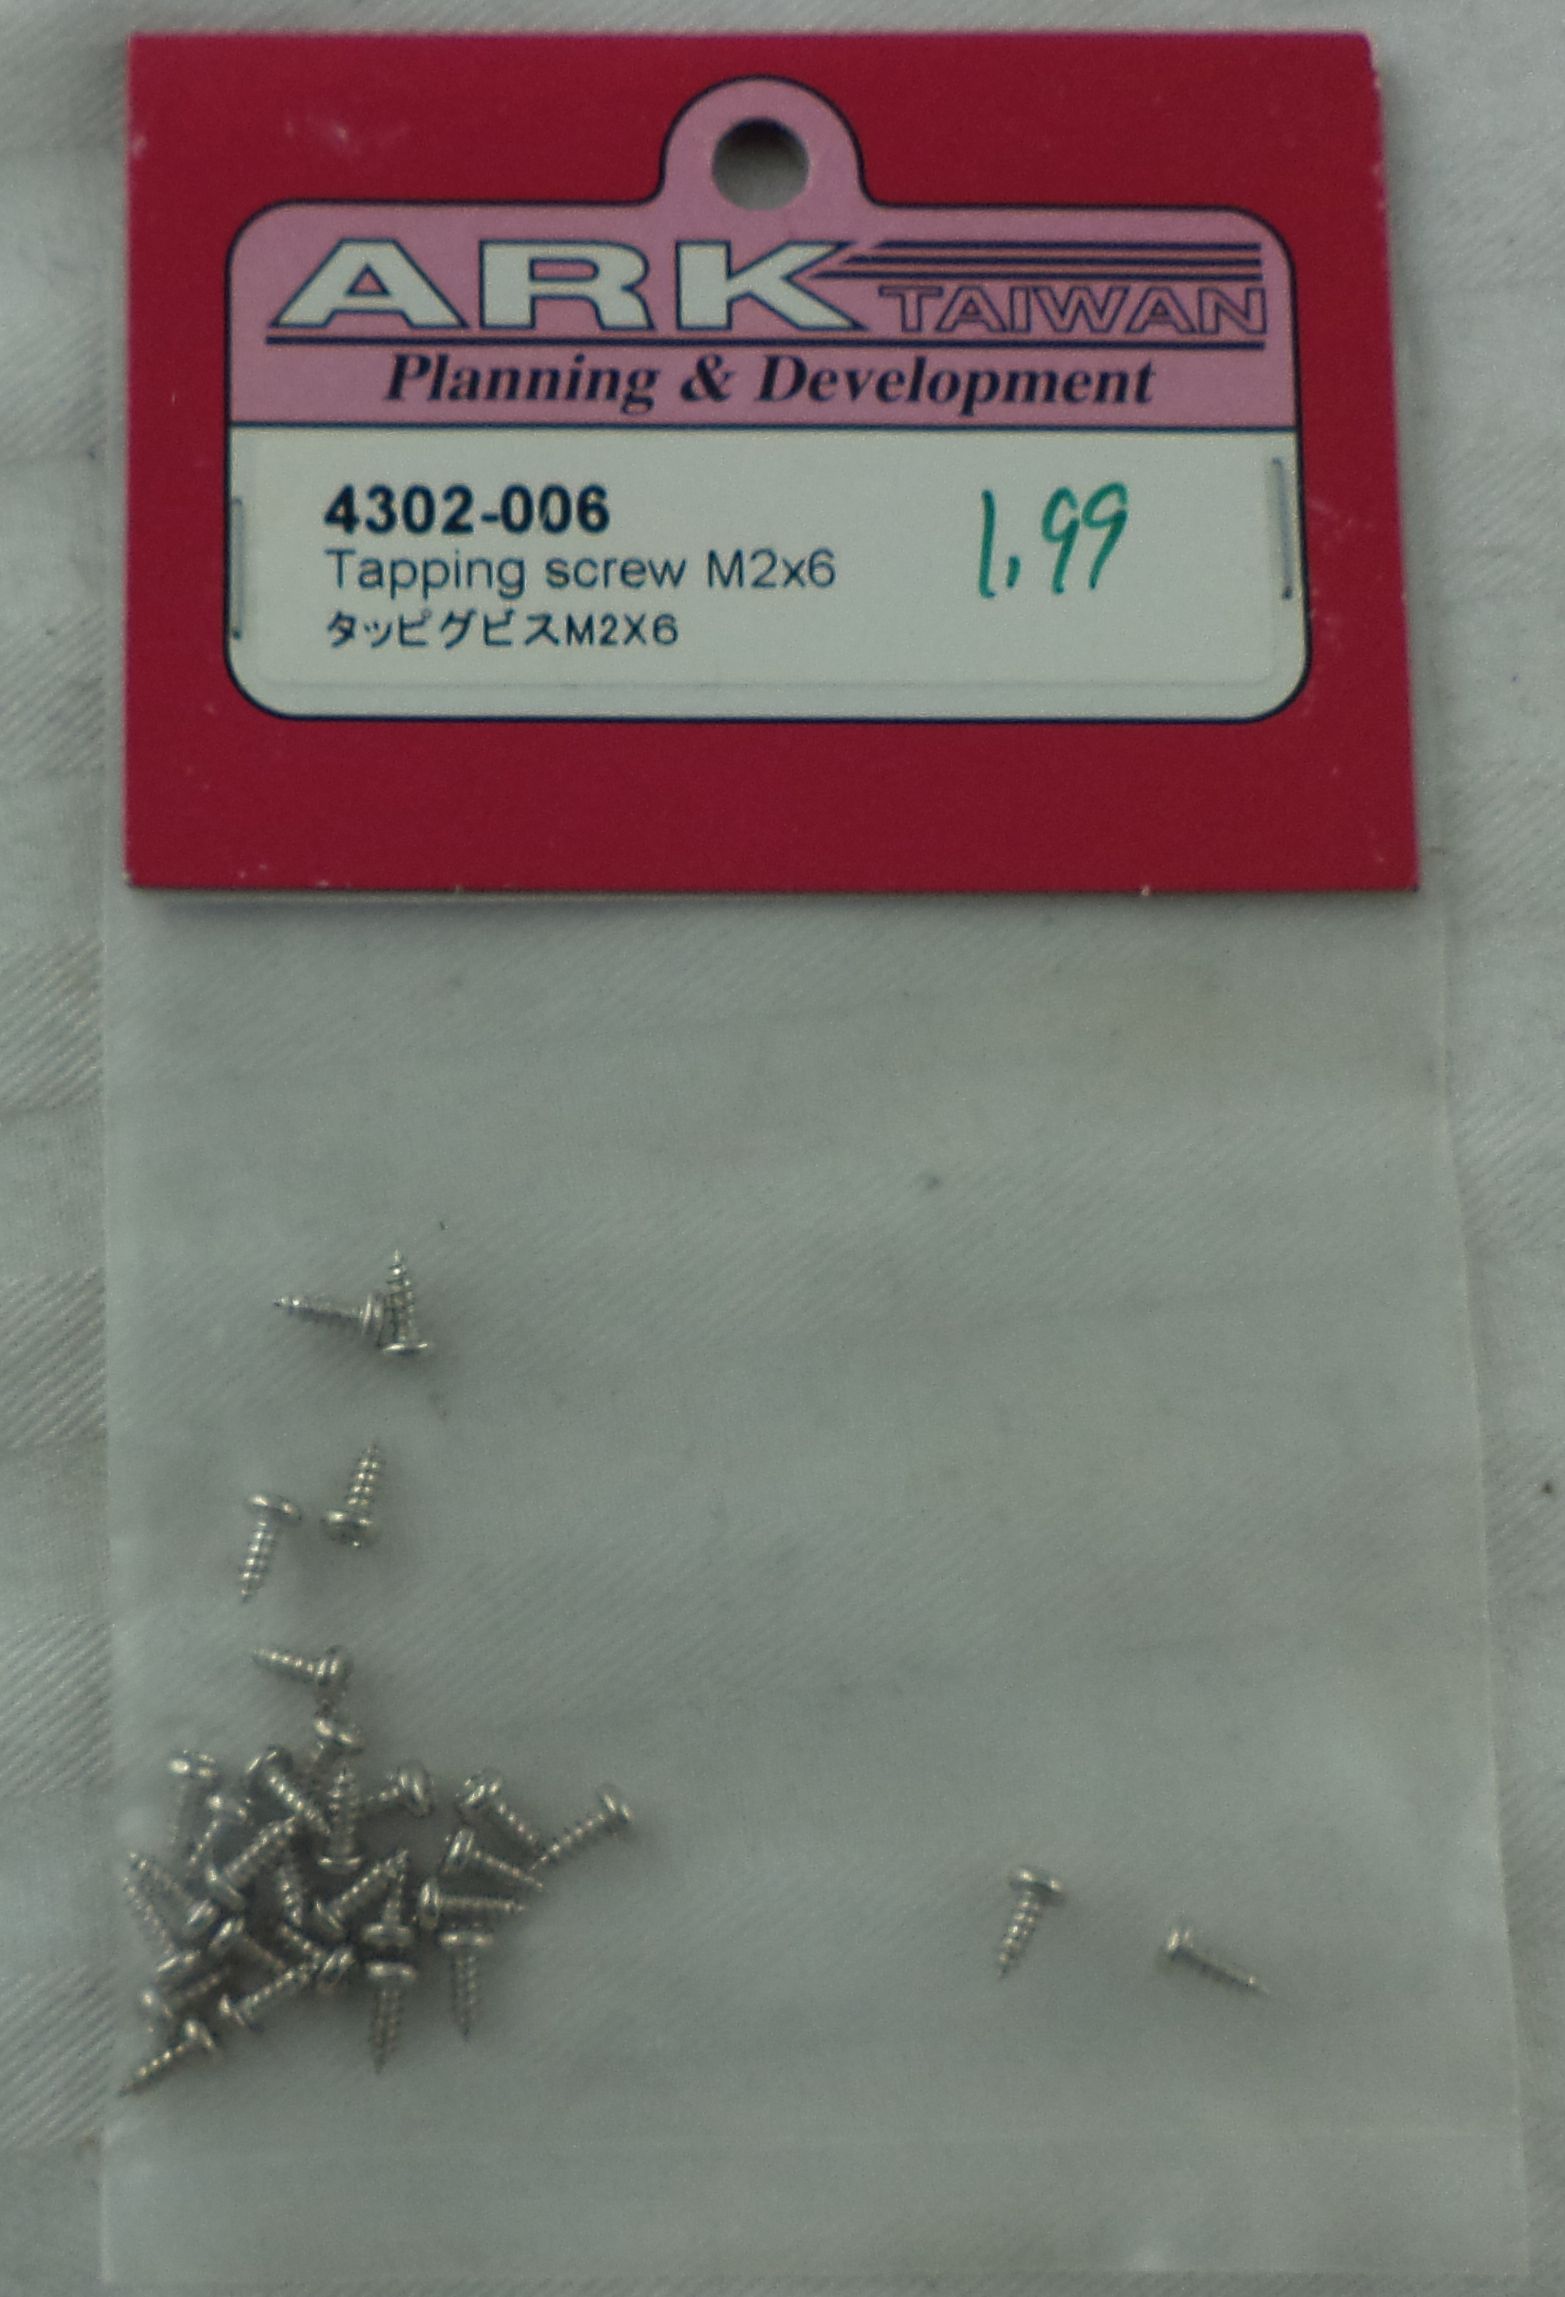 ARK TAIWAN
Planning & Development
4302-006
1.99
Tapping screw M2x6
タッピグビスM2X6